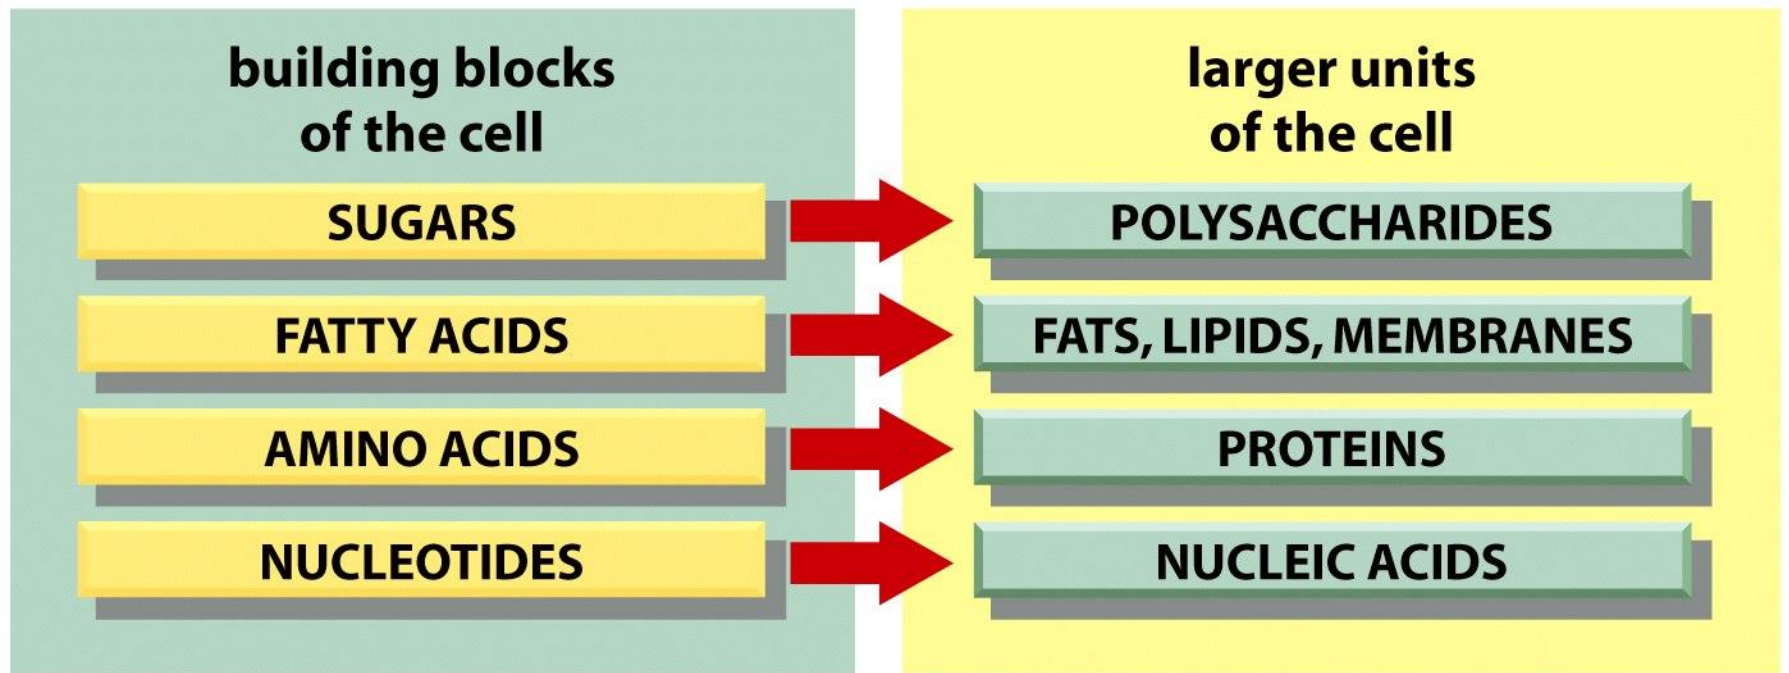 building blocks
of the cell
SUGARS
FATTY ACIDS
AMINO ACIDS
NUCLEOTIDES
larger units
of the cell
POLYSACCHARIDES
FATS, LIPIDS, MEMBRANES
PROTEINS
NUCLEIC ACIDS